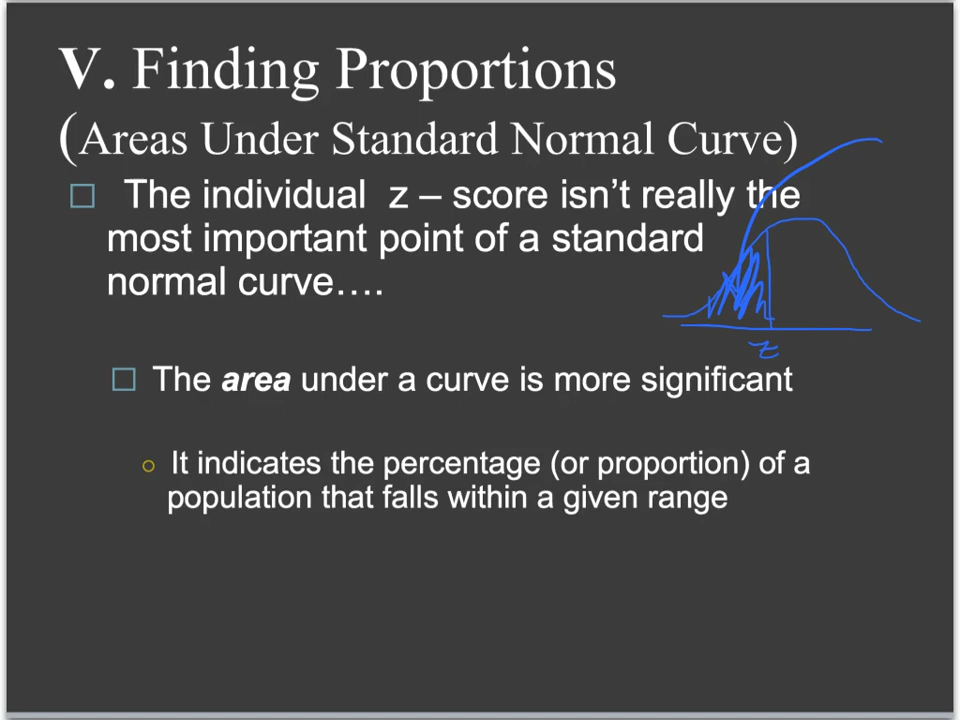 V. Finding Proportions
(Areas Under Standard Normal Curve)
The individual z – score isn’t really the
most important point of a standard
normal curve….
z
The area under a curve is more significant
It indicates the percentage (or proportion) of a
population that falls within a given range